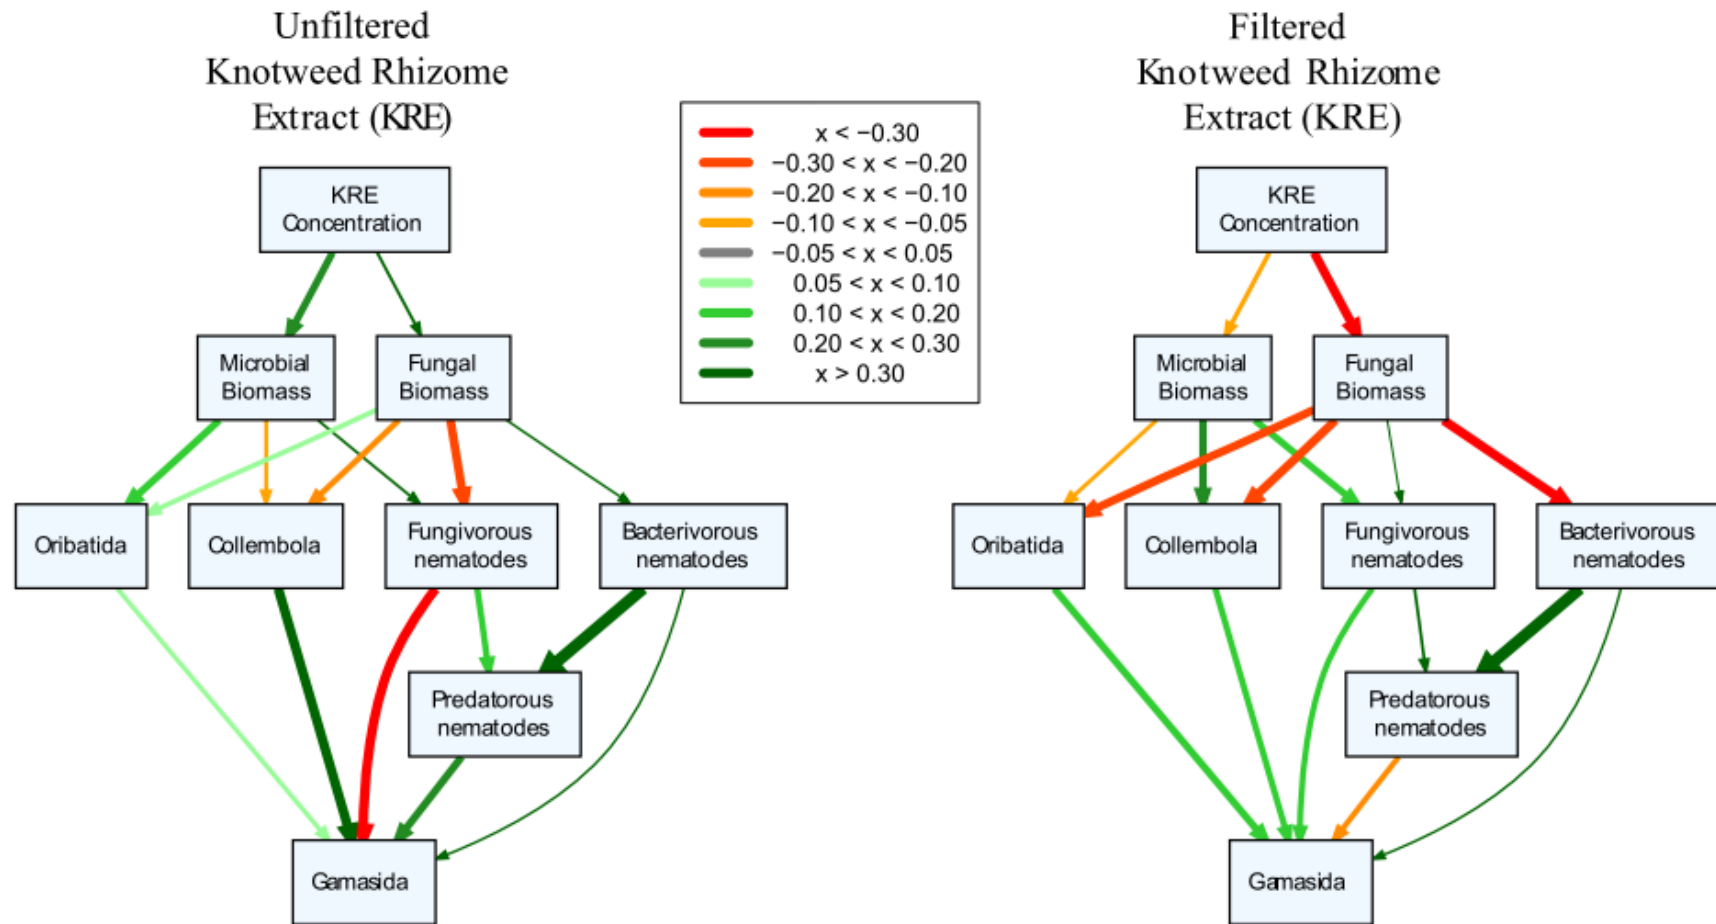 Unfiltered
Knotweed Rhizome
Extract (KRE)
KRE
Concentration
Microbial
Biomass
Fungal
Biomass
Oribatida
Collembola
Fungivorous
nematodes
Bacterivorous
nematodes
Predatorous
nematodes
Gamasida
x < −0.30
−0.30 < x < −0.20
−0.20 < x < −0.10
−0.10 < x < −0.05
−0.05 < x < 0.05
0.05 < x < 0.10
0.10 < x < 0.20
0.20 < x < 0.30
x > 0.30
Filtered
Knotweed Rhizome
Extract (KRE)
KRE
Concentration
Microbial
Biomass
Fungal
Biomass
Oribatida
Collembola
Fungivorous
nematodes
Bacterivorous
nematodes
Predatorous
nematodes
Gamasida